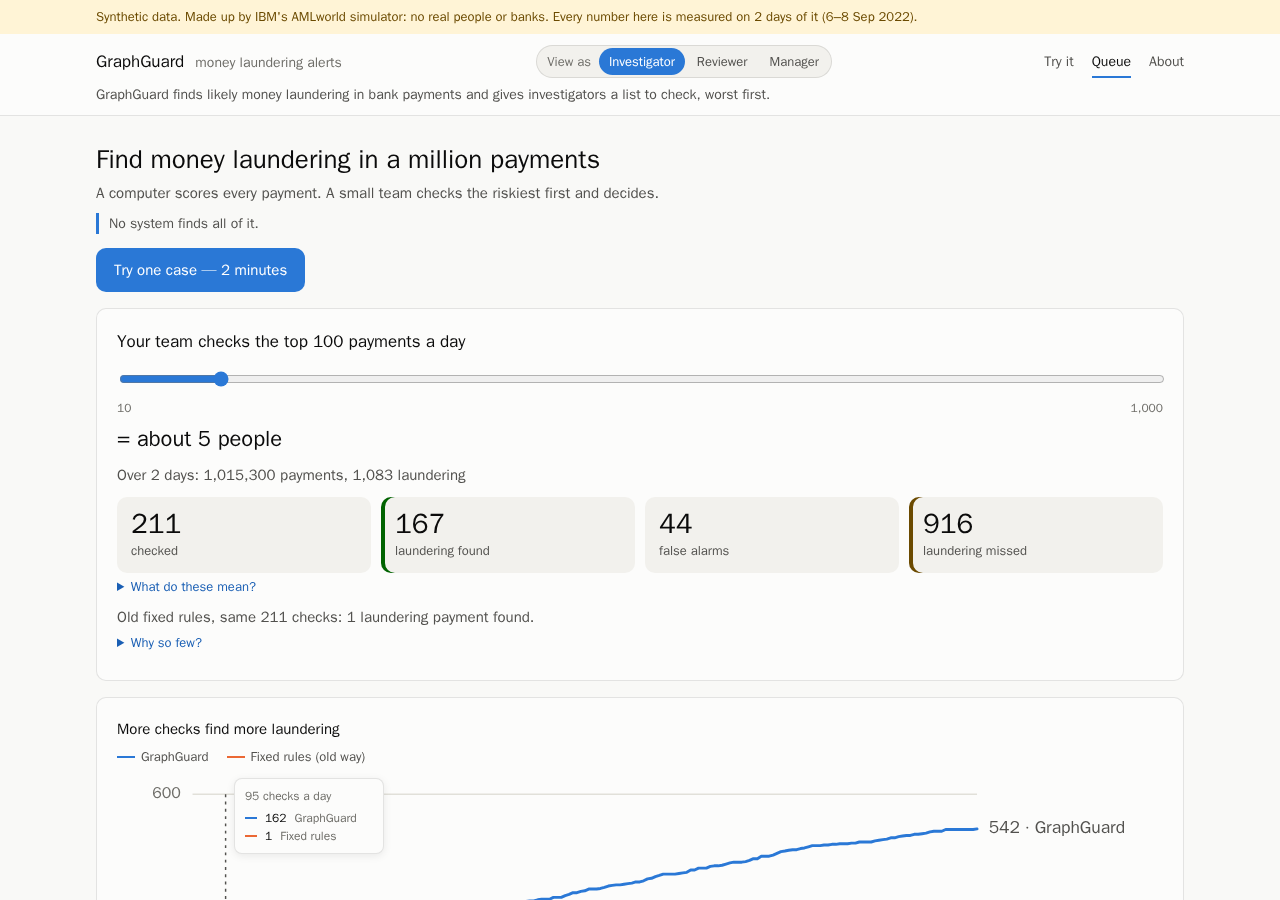 Synthetic data. Made up by IBM's AMLworld simulator: no real people or banks. Every number here is measured on 2 days of it (6–8 Sep 2022).
GraphGuard money laundering alerts
View as Investigator Reviewer Manager
Try it Queue About
GraphGuard finds likely money laundering in bank payments and gives investigators a list to check, worst first.
Find money laundering in a million payments
A computer scores every payment. A small team checks the riskiest first and decides.
No system finds all of it.
Try one case — 2 minutes
Your team checks the top 100 payments a day
10 1,000
= about 5 people
Over 2 days: 1,015,300 payments, 1,083 laundering
211 167 44 916
checked laundering found false alarms laundering missed
What do these mean?
Old fixed rules, same 211 checks: 1 laundering payment found.
Why so few?
More checks find more laundering
GraphGuard Fixed rules (old way)
600
95 checks a day
162 GraphGuard
1 Fixed rules
542 · GraphGuard